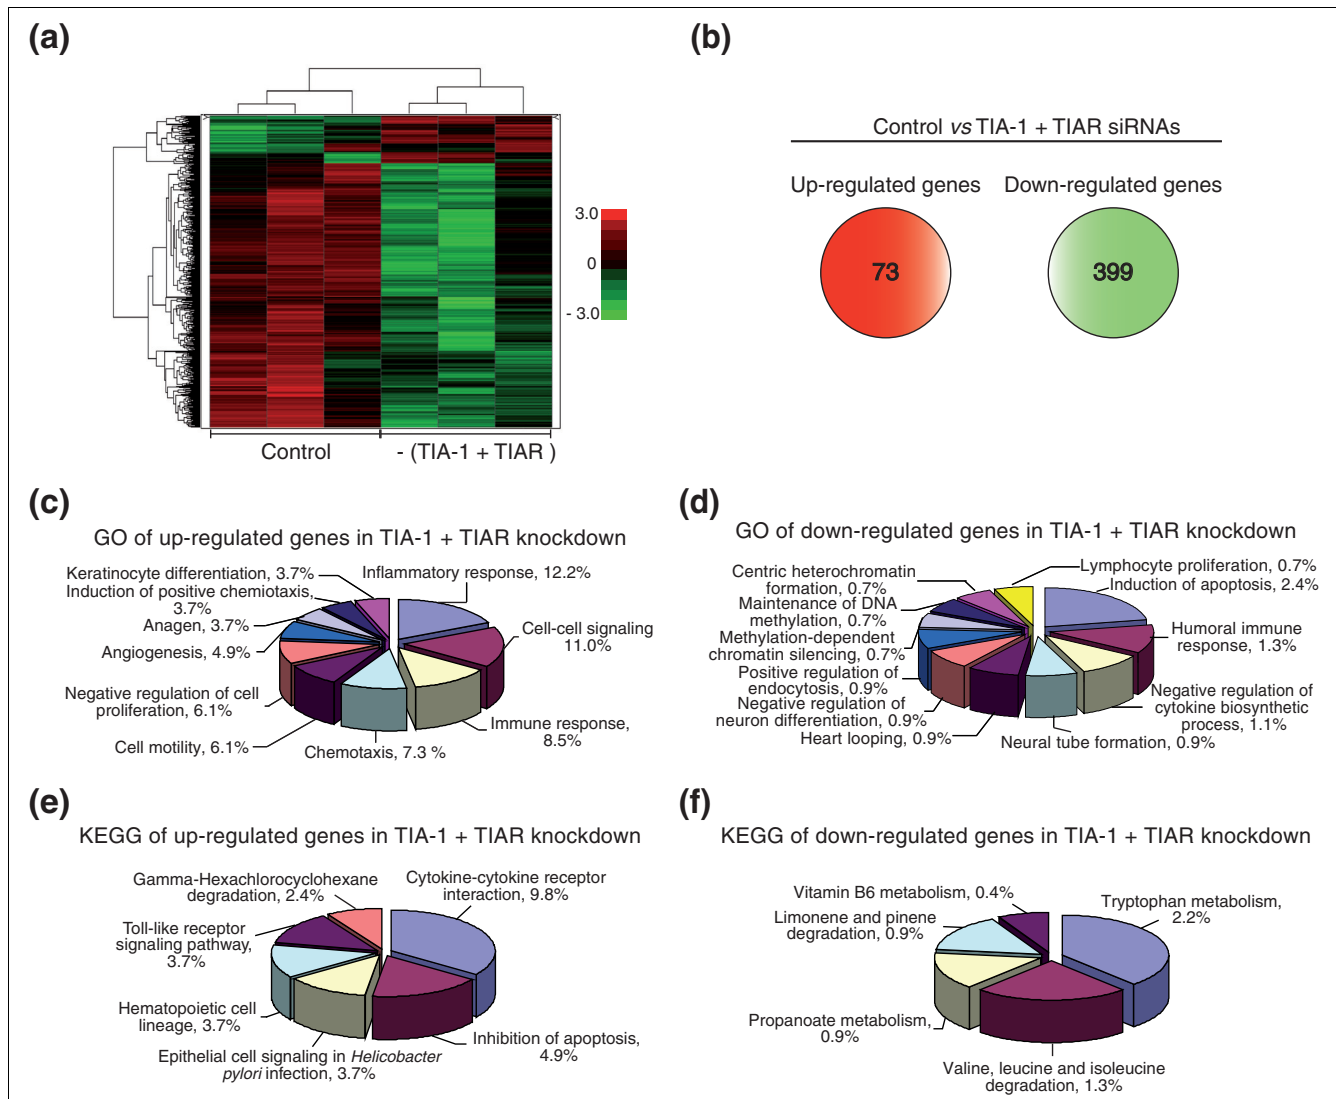 (a)
3.0
0
- 3.0
Control
- (TIA-1 + TIAR )
(b)
Control vs TIA-1 + TIAR siRNAs
Up-regulated genes
Down-regulated genes
73
399
(c)
GO of up-regulated genes in TIA-1 + TIAR knockdown
Keratinocyte differentiation, 3.7%
Induction of positive chemiotaxis,
3.7%
Anagen, 3.7%
Angiogenesis, 4.9%
Negative regulation of cell
proliferation, 6.1%
Cell motility, 6.1%
Chemotaxis, 7.3 %
Inflammatory response, 12.2%
Cell-cell signaling
11.0%
Immune response,
8.5%
(d)
GO of down-regulated genes in TIA-1 + TIAR knockdown
Centric heterochromatin
formation, 0.7%
Maintenance of DNA
methylation, 0.7%
Methylation-dependent
chromatin silencing, 0.7%
Positive regulation of
endocytosis, 0.9%
Negative regulation of
neuron differentiation, 0.9%
Heart looping, 0.9%
Neural tube formation, 0.9%
Lymphocyte proliferation, 0.7%
Induction of apoptosis, 2.4%
Humoral immune
response, 1.3%
Negative regulation of
cytokine biosynthetic
process, 1.1%
(e)
KEGG of up-regulated genes in TIA-1 + TIAR knockdown
Gamma-Hexachlorocyclohexane
degradation, 2.4%
Toll-like receptor
signaling pathway,
3.7%
Hematopoietic cell
lineage, 3.7%
Epithelial cell signaling in Helicobacter
pylori infection, 3.7%
Cytokine-cytokine receptor
interaction, 9.8%
Inhibition of apoptosis,
4.9%
(f)
KEGG of down-regulated genes in TIA-1 + TIAR knockdown
Vitamin B6 metabolism, 0.4%
Limonene and pinene
degradation, 0.9%
Propanoate metabolism,
0.9%
Tryptophan metabolism,
2.2%
Valine, leucine and isoleucine
degradation, 1.3%